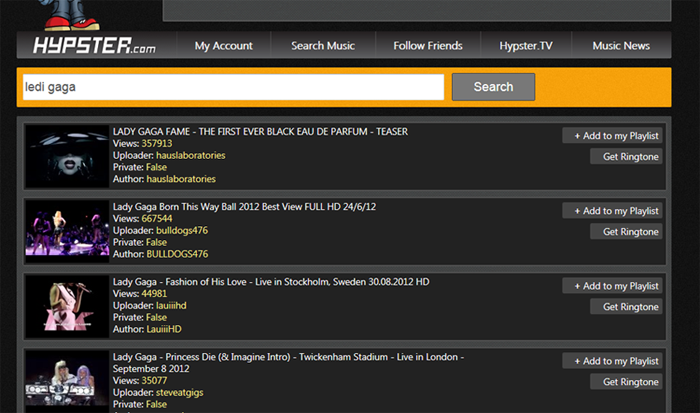 HYPSTER.com
My Account
Search Music
Follow Friends
Hypster.TV
Music News
ledi gaga
Search
LADY GAGA FAME - THE FIRST EVER BLACK EAU DE PARFUM - TEASER
Views: 357913
Uploader: hauslaboratories
Private: False
Author: hauslaboratories
+ Add to my Playlist
Get Ringtone
Lady Gaga Born This Way Ball 2012 Best View FULL HD 24/6/12
Views: 667544
Uploader: bulldogs476
Private: False
Author: BULLDOGS476
+ Add to my Playlist
Get Ringtone
Lady Gaga - Fashion of His Love - Live in Stockholm, Sweden 30.08.2012 HD
Views: 44981
Uploader: lauiiihd
Private: False
Author: LauiiiHD
+ Add to my Playlist
Get Ringtone
Lady Gaga - Princess Die (& Imagine Intro) - Twickenham Stadium - Live in London -
September 8 2012
Views: 35077
Uploader: steveatgigs
Private: False
+ Add to my Playlist
Get Ringtone